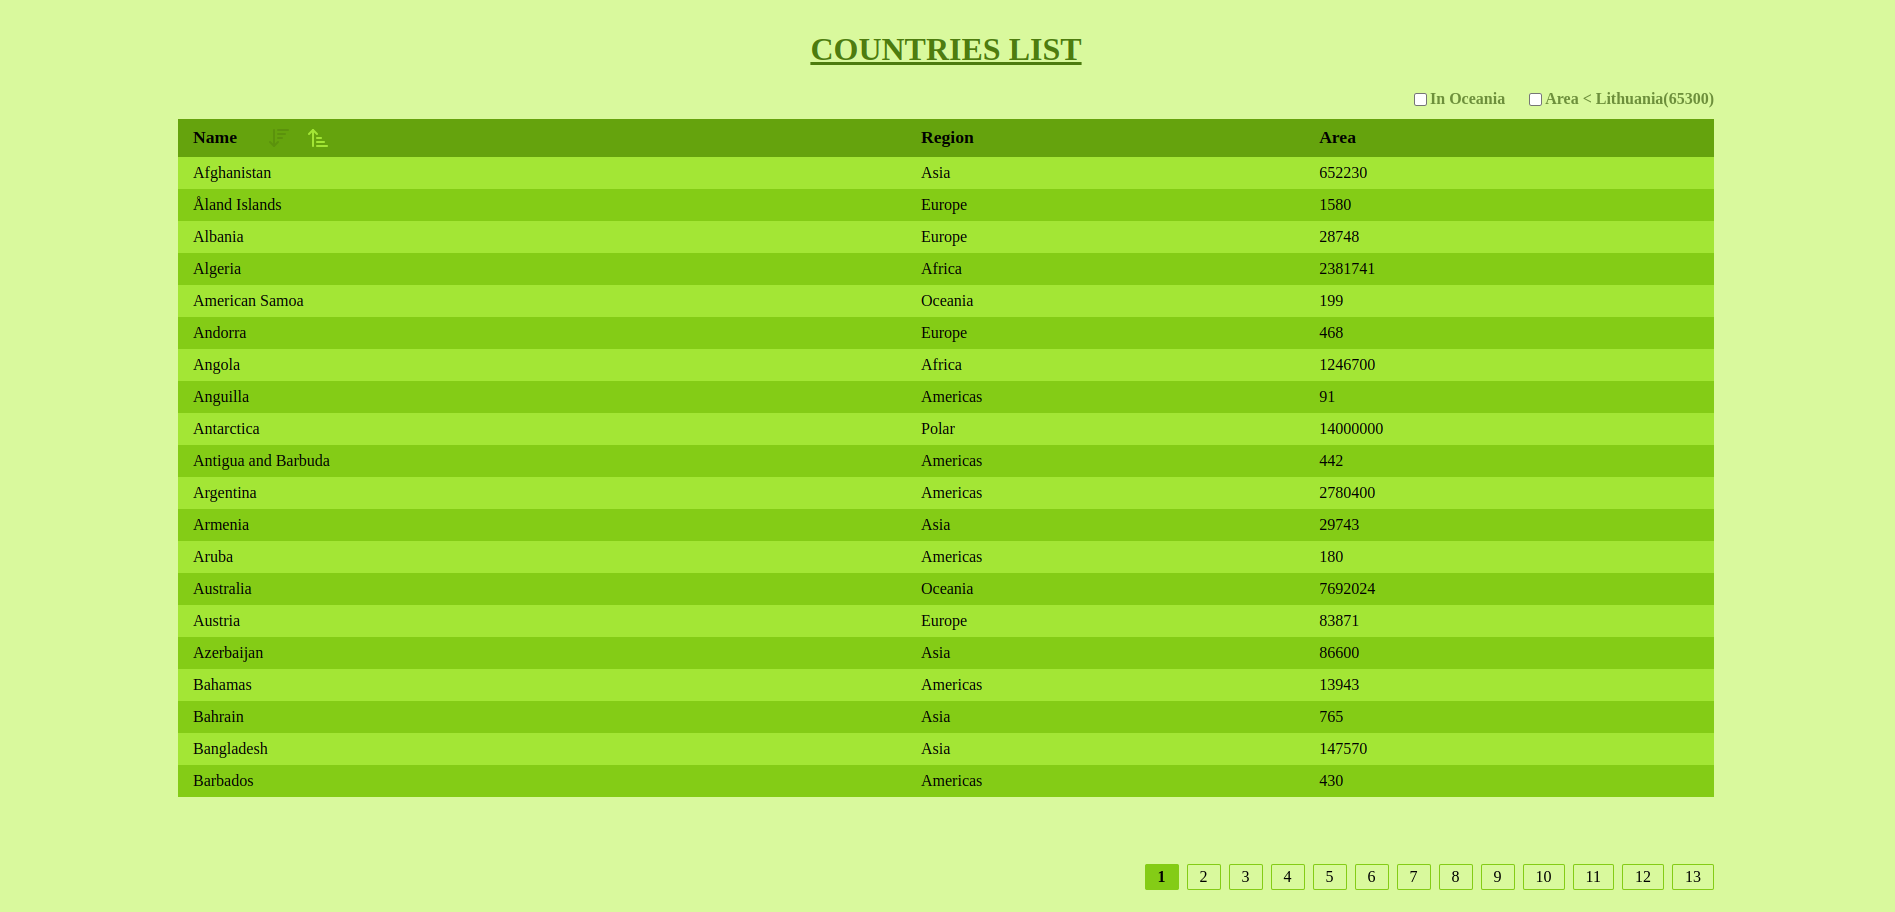 COUNTRIES LIST
In Oceania Area < Lithuania(65300)
Name Region Area
Afghanistan Asia 652230
Åland Islands Europe 1580
Albania Europe 28748
Algeria Africa 2381741
American Samoa Oceania 199
Andorra Europe 468
Angola Africa 1246700
Anguilla Americas 91
Antarctica Polar 14000000
Antigua and Barbuda Americas 442
Argentina Americas 2780400
Armenia Asia 29743
Aruba Americas 180
Australia Oceania 7692024
Austria Europe 83871
Azerbaijan Asia 86600
Bahamas Americas 13943
Bahrain Asia 765
Bangladesh Asia 147570
Barbados Americas 430
1 2 3 4 5 6 7 8 9 10 11 12 13